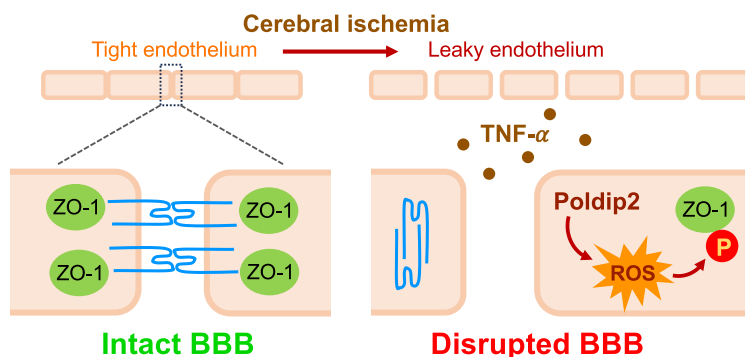 Cerebral ischemia
Tight endothelium
Leaky endothelium
TNF-α
ZO-1
ZO-1
ZO-1
ZO-1
Poldip2
ZO-1
P
ROS
Intact BBB
Disrupted BBB